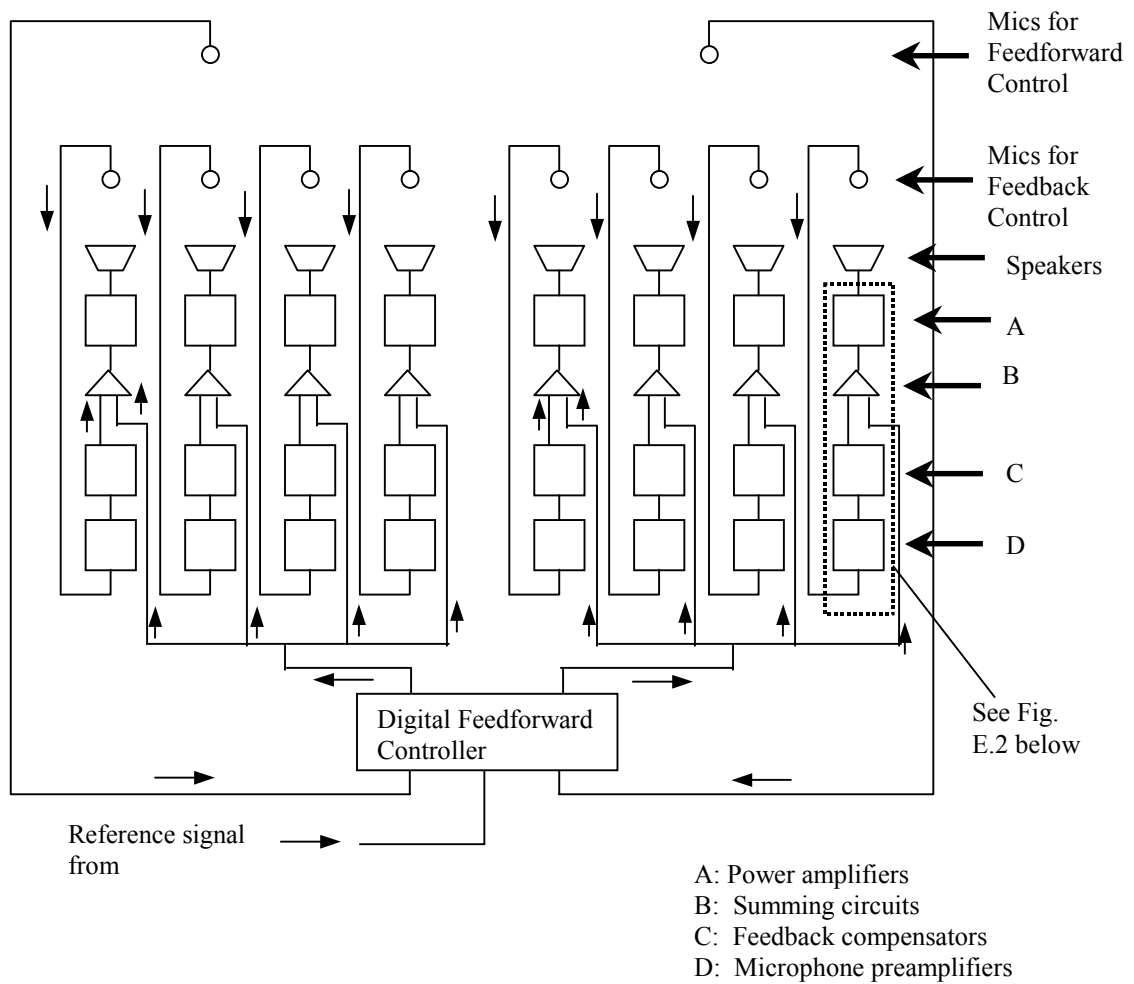 Mics for
Feedforward
Control
Mics for
Feedback
Control
Speakers
A
B
C
D
Digital Feedforward
Controller
See Fig.
E.2 below
Reference signal
from
A: Power amplifiers
B: Summing circuits
C: Feedback compensators
D: Microphone preamplifiers